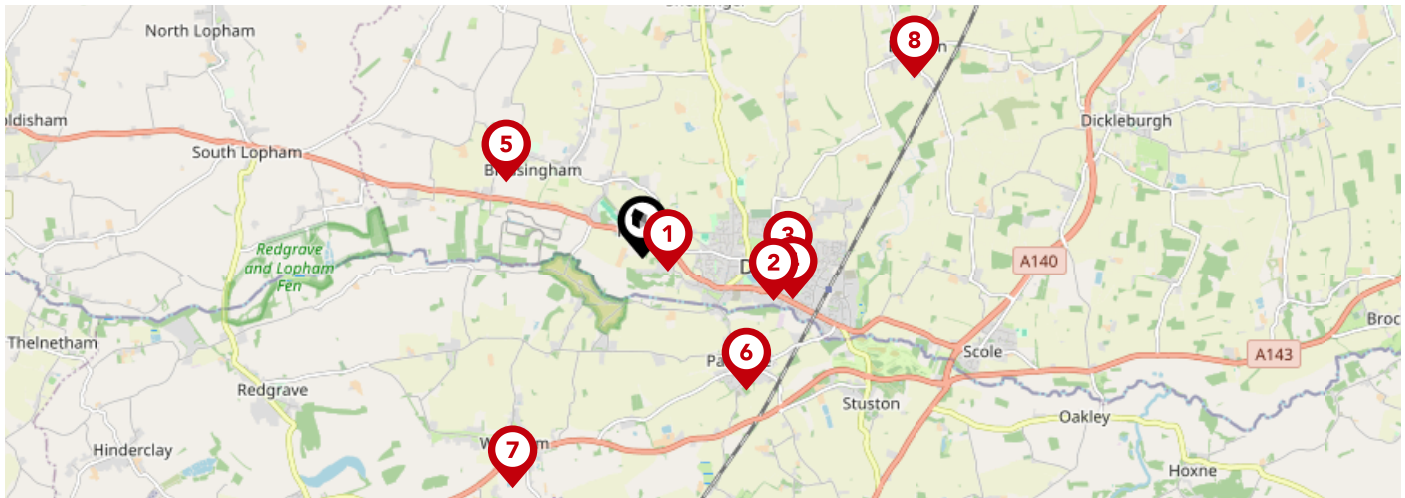 North Lopham
8
Dickleburgh
5
South Lopham
1
3
Redgrave
and Lopham
Fen
2
A140
Thelnetham
6
Scole
A143
Redgrave
Stuston
Oakley
7
Hinderclay
Hoxne